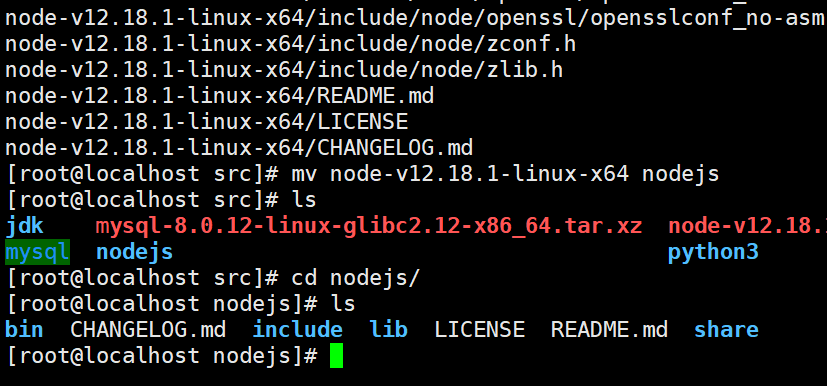 node-v12.18.1-linux-x64/include/node/openssl/opensslconf_no-asm
node-v12.18.1-linux-x64/include/node/zconf.h
node-v12.18.1-linux-x64/include/node/zlib.h
node-v12.18.1-linux-x64/README.md
node-v12.18.1-linux-x64/LICENSE
node-v12.18.1-linux-x64/CHANGELOG.md
[root@localhost src]# mv node-v12.18.1-linux-x64 nodejs
[root@localhost src]# ls
jdk mysql-8.0.12-linux-glibc2.12-x86_64.tar.xz node-v12.18.
mysql nodejs python3
[root@localhost src]# cd nodejs/
[root@localhost nodejs]# ls
bin CHANGELOG.md include lib LICENSE README.md share
[root@localhost nodejs]#